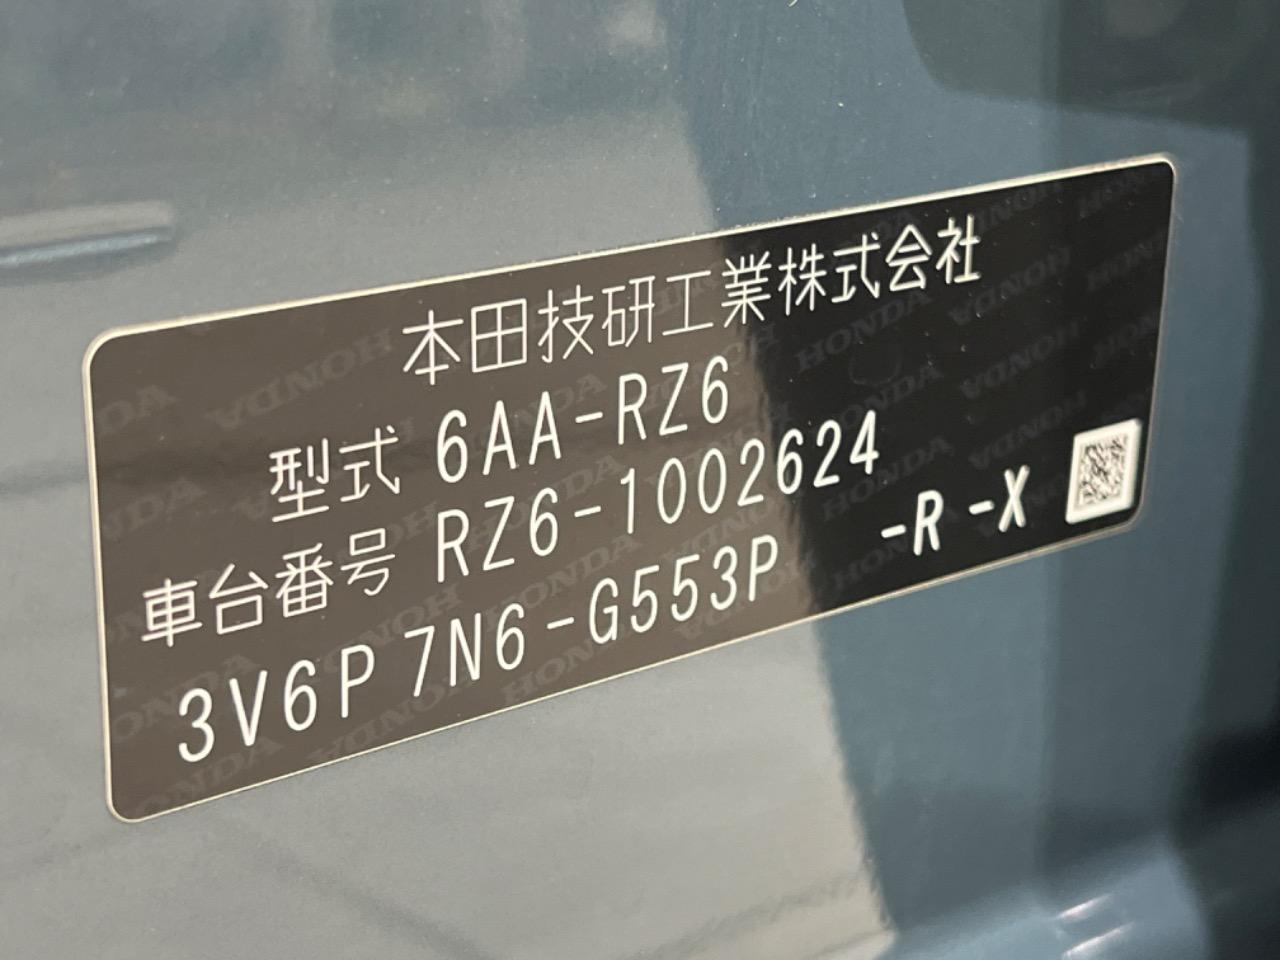 本田技研工業株式会社
型式 6AA-RZ6
車台番号 RZ6-1002624
3V6P 7N6-G553P -R -X